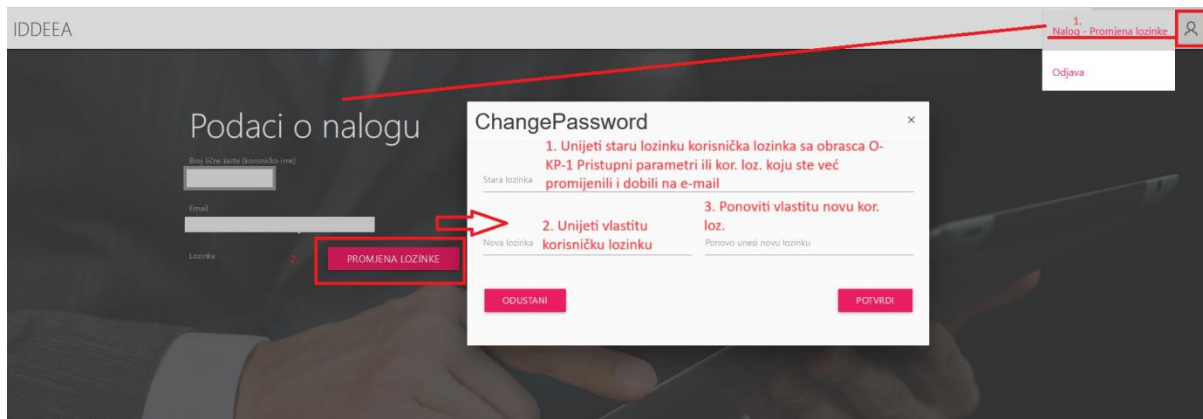 IDDEEA
1.
Nalog - Promjena lozinke
Odjava
Podaci o nalogu
Broj lične karte (korisničko ime)
Email
Lozinka
2.
PROMJENA LOZINKE
ChangePassword
×
1. Unijeti staru lozinku korisnička lozinka sa obrasca O-
KP-1 Pristupni parametri ili kor. loz. koju ste već
promijenili i dobili na e-mail
Stara lozinka
2. Unijeti vlastitu
korisničku lozinku
Nova lozinka
3. Ponoviti vlastitu novu kor.
loz.
Ponovo unesi novu lozinku
ODUSTANI
POTVRDI